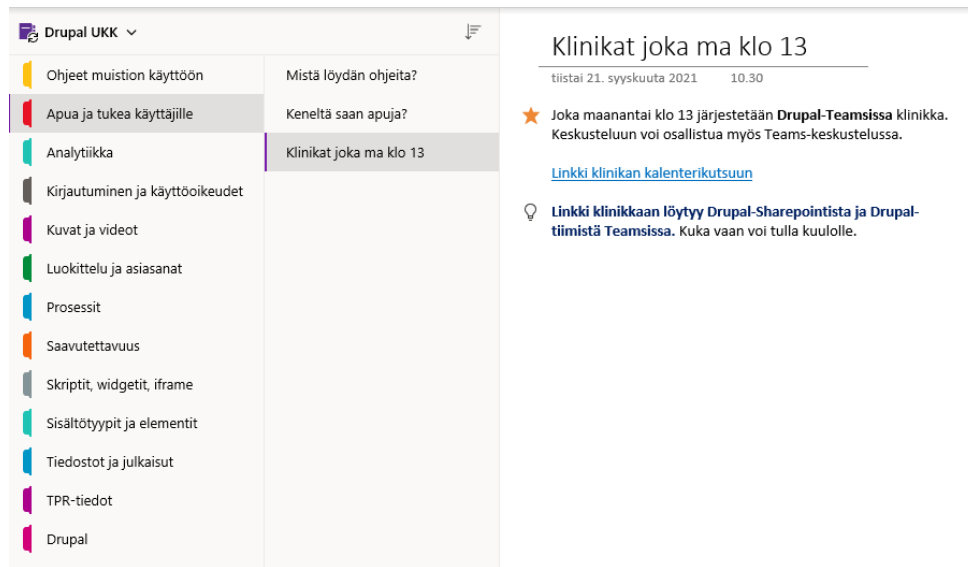 Drupal UKK
Ohjeet muistion käyttöön
Apua ja tukea käyttäjille
Analytiikka
Kirjautuminen ja käyttöoikeudet
Kuvat ja videot
Luokittelu ja asiasanat
Prosessit
Saavutettavuus
Skriptit, widgetit, iframe
Sisältötyypit ja elementit
Tiedostot ja julkaisut
TPR-tiedot
Drupal
Mistä löydän ohjeita?
Keneltä saan apuja?
Klinikat joka ma klo 13
Klinikat joka ma klo 13
tiistai 21. syyskuuta 2021 10.30
Joka maanantai klo 13 järjestetään Drupal-Teamsissa klinikka.
Keskusteluun voi osallistua myös Teams-keskustelussa.
Linkki klinikan kalenterikutsuun
Linkki klinikkaan löytyy Drupal-Sharepointista ja Drupal-
tiimistä Teamsissa. Kuka vaan voi tulla kuulolle.